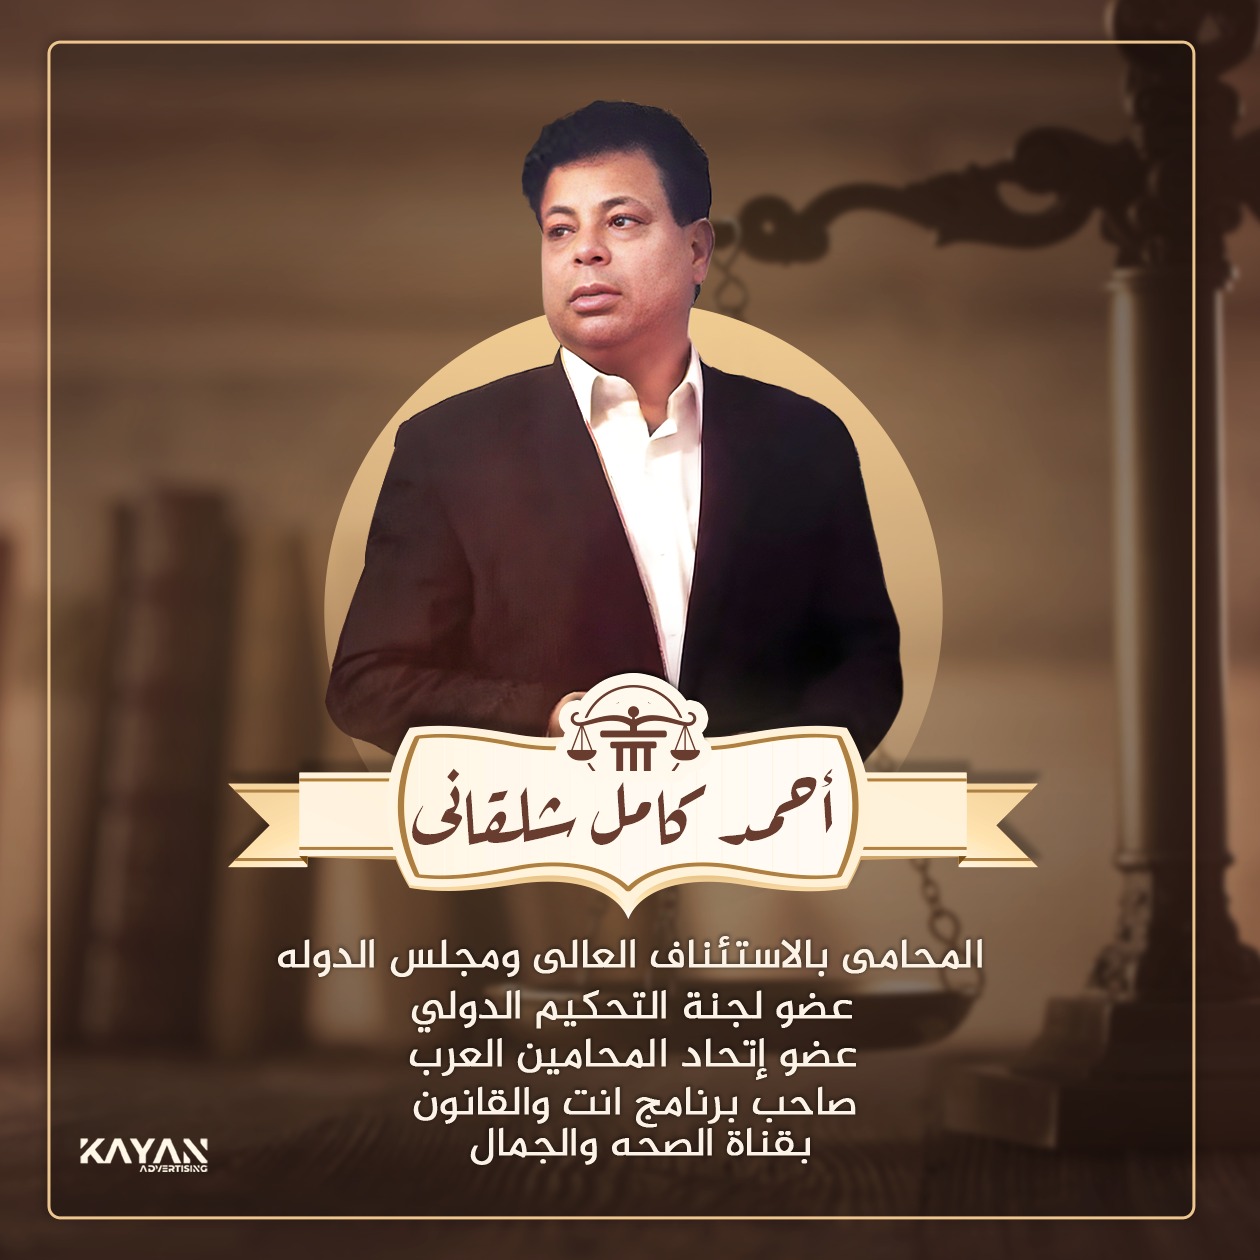 أحمد كامل شلقانى
المحامى بالاستئناف العالى ومجلس الدوله
عضو لجنة التحكيم الدولي
عضو إتحاد المحامين العرب
صاحب برنامج انت والقانون
بقناة الصحه والجمال
KAYAN
ADVERTISING